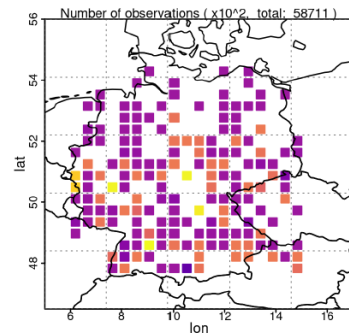 Number of observations ( x10^2, total: 58711 )
56
54
52
50
48
lat
6 8 10 12 14 16
lon